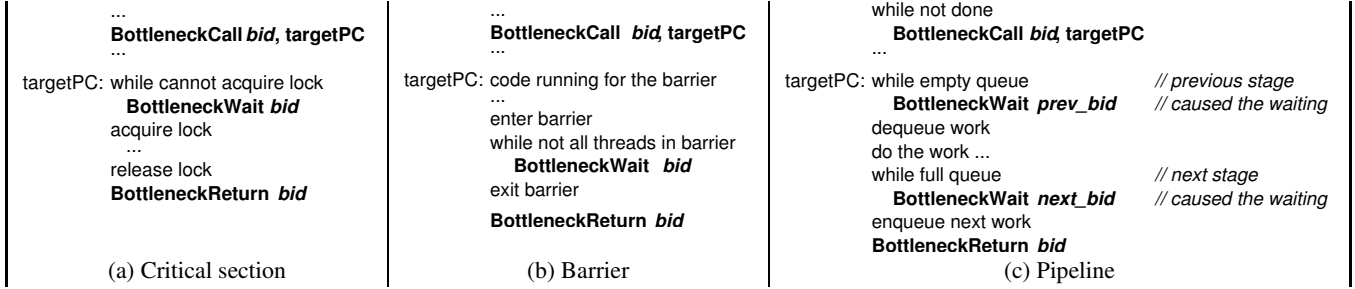 ...
BottleneckCall bid, targetPC
...
targetPC: while cannot acquire lock
BottleneckWait bid
acquire lock
...
release lock
BottleneckReturn bid
(a) Critical section
...
BottleneckCall bid, targetPC
...
targetPC: code running for the barrier
...
enter barrier
while not all threads in barrier
BottleneckWait bid
exit barrier
BottleneckReturn bid
(b) Barrier
while not done
BottleneckCall bid, targetPC
...
targetPC: while empty queue // previous stage
BottleneckWait prev_bid // caused the waiting
dequeue work
do the work ...
while full queue // next stage
BottleneckWait next_bid // caused the waiting
enqueue next work
BottleneckReturn bid
(c) Pipeline